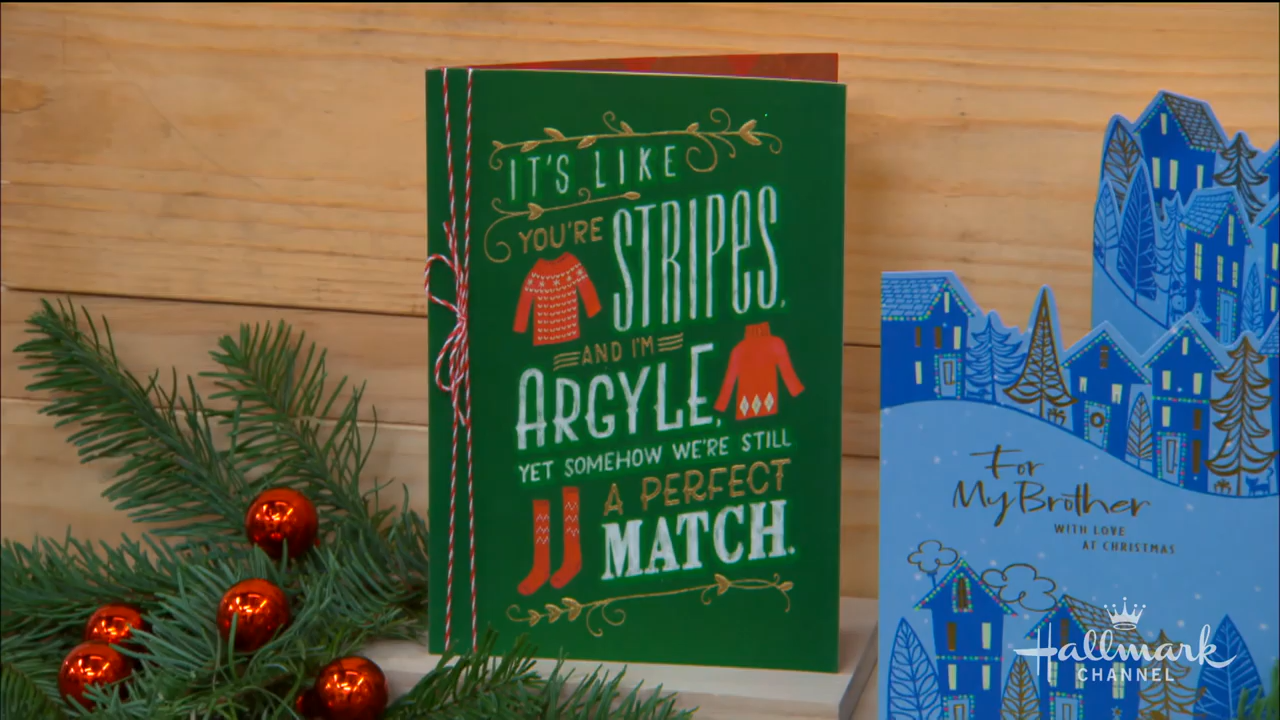 IT'S LIKE
YOU'RE STRIPES,
AND I'M
ARGYLE,
YET SOMEHOW WE'RE STILL
A PERFECT
MATCH.
For
My Brother
WITH LOVE
AT CHRISTMAS
Hallmark
CHANNEL